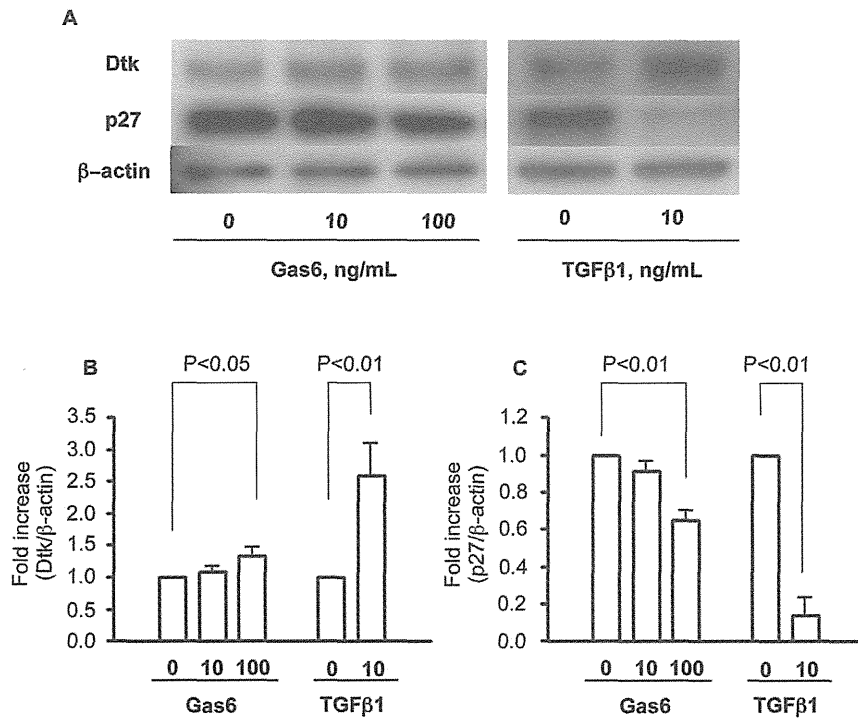 A
Dtk
p27
β–actin
0 10 100 0 10
Gas6, ng/mL TGFβ1, ng/mL
B P<0.05 P<0.01
3.5
3.0
2.5
2.0
1.5
1.0
0.5
0.0
Fold increase
(Dtk/β-actin)
0 10 100 0 10
Gas6 TGFβ1
C P<0.01 P<0.01
1.2
1.0
0.8
0.6
0.4
0.2
0.0
Fold increase
(p27/β-actin)
0 10 100 0 10
Gas6 TGFβ1